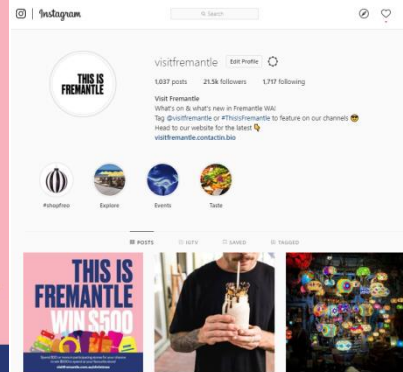 Instagram
Search
THIS IS
FREMANTLE
visitfremantle
Edit Profile
1,037 posts 21.5k followers 1,717 following
Visit Fremantle
What's on & what's new in Fremantle WA!
Tag @visitfremantle or #ThisisFremantle to feature on our channels
Head to our website for the latest
visitfremantle.contactin.bio
#shopfreo Explore Events Taste
POSTS IGTV SAVED TAGGED
THIS IS
FREMANTLE
WIN $500